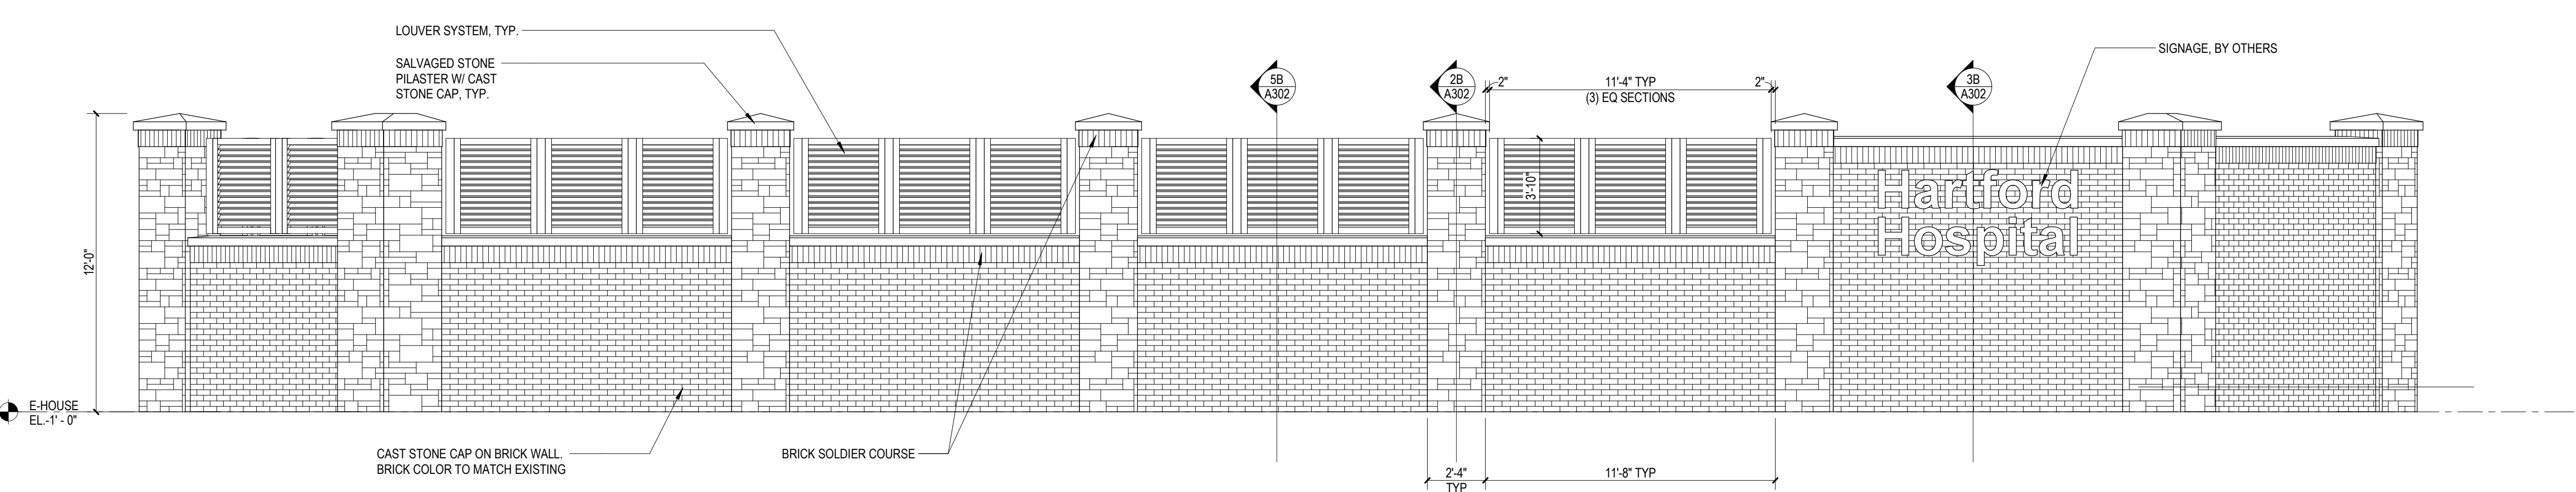 LOUVER SYSTEM, TYP.
SALVAGED STONE
PILASTER W/ CAST
STONE CAP, TYP.
5B
A302
2B
A302
2"
11'-4" TYP
2"
(3) EQ SECTIONS
3B
A302
SIGNAGE, BY OTHERS
12'-0"
3'-10"
Hartford
Hospital
E-HOUSE
EL.-1' - 0"
CAST STONE CAP ON BRICK WALL.
BRICK COLOR TO MATCH EXISTING
BRICK SOLDIER COURSE
2'-4"
TYP
11'-8" TYP